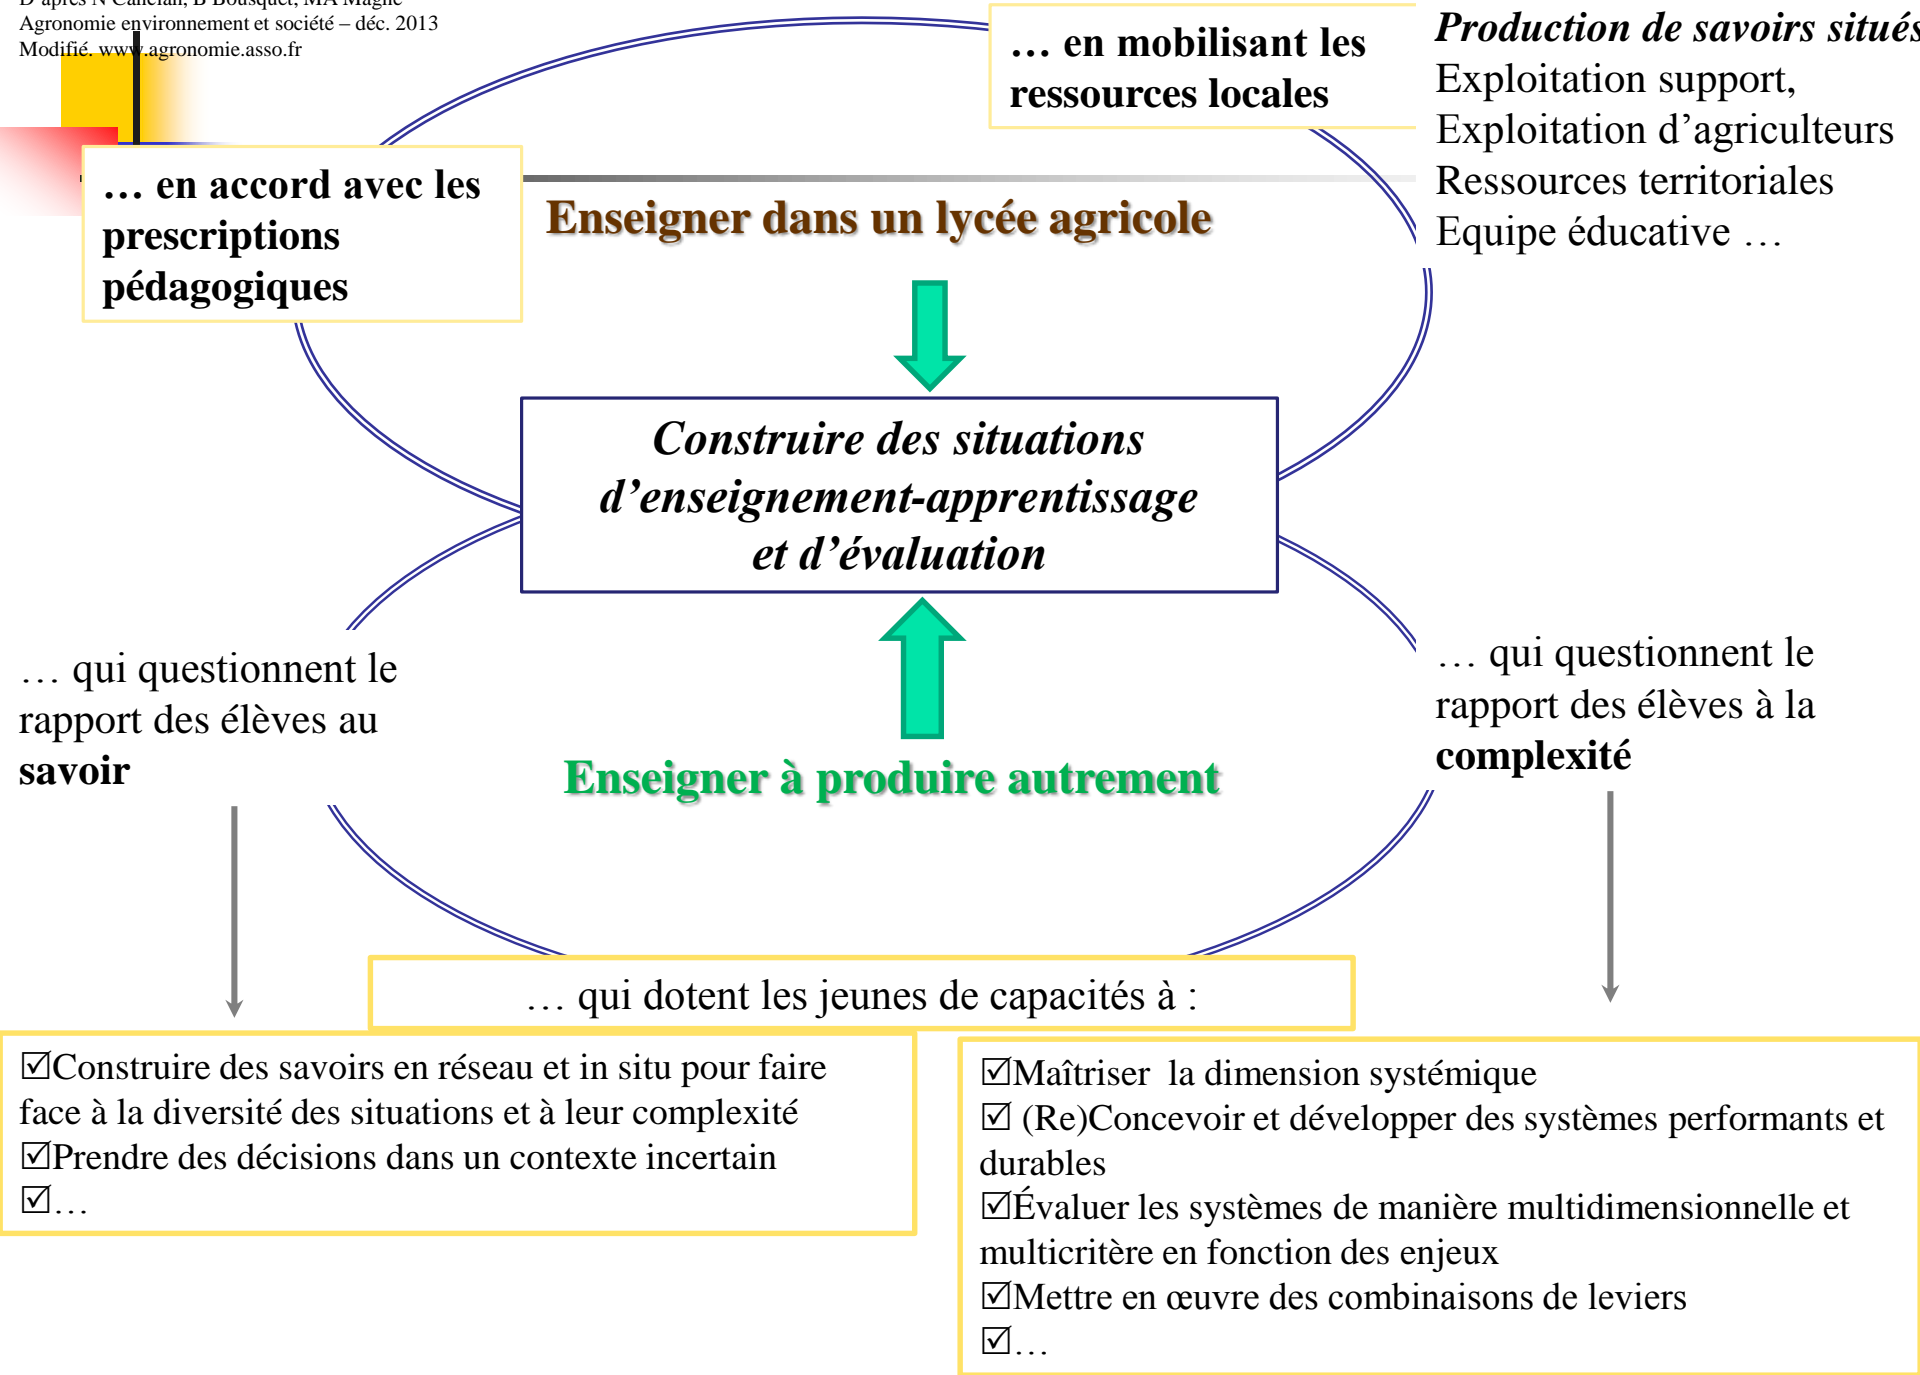 D'après N Cancian, B Bousquet, MA Magne
Agronomie environnement et société – déc. 2013
Modifié. www.agronomie.asso.fr
… en mobilisant les
ressources locales
Production de savoirs situés
Exploitation support,
Exploitation d'agriculteurs
Ressources territoriales
Equipe éducative …
… en accord avec les
prescriptions
pédagogiques
Enseigner dans un lycée agricole
Construire des situations
d'enseignement-apprentissage
et d'évaluation
… qui questionnent le
rapport des élèves au
savoir
… qui questionnent le
rapport des élèves à la
complexité
Enseigner à produire autrement
… qui dotent les jeunes de capacités à :
☑Construire des savoirs en réseau et in situ pour faire
face à la diversité des situations et à leur complexité
☑Prendre des décisions dans un contexte incertain
☑…
☑Maîtriser la dimension systémique
☑ (Re)Concevoir et développer des systèmes performants et
durables
☑Évaluer les systèmes de manière multidimensionnelle et
multicritère en fonction des enjeux
☑Mettre en œuvre des combinaisons de leviers
☑…